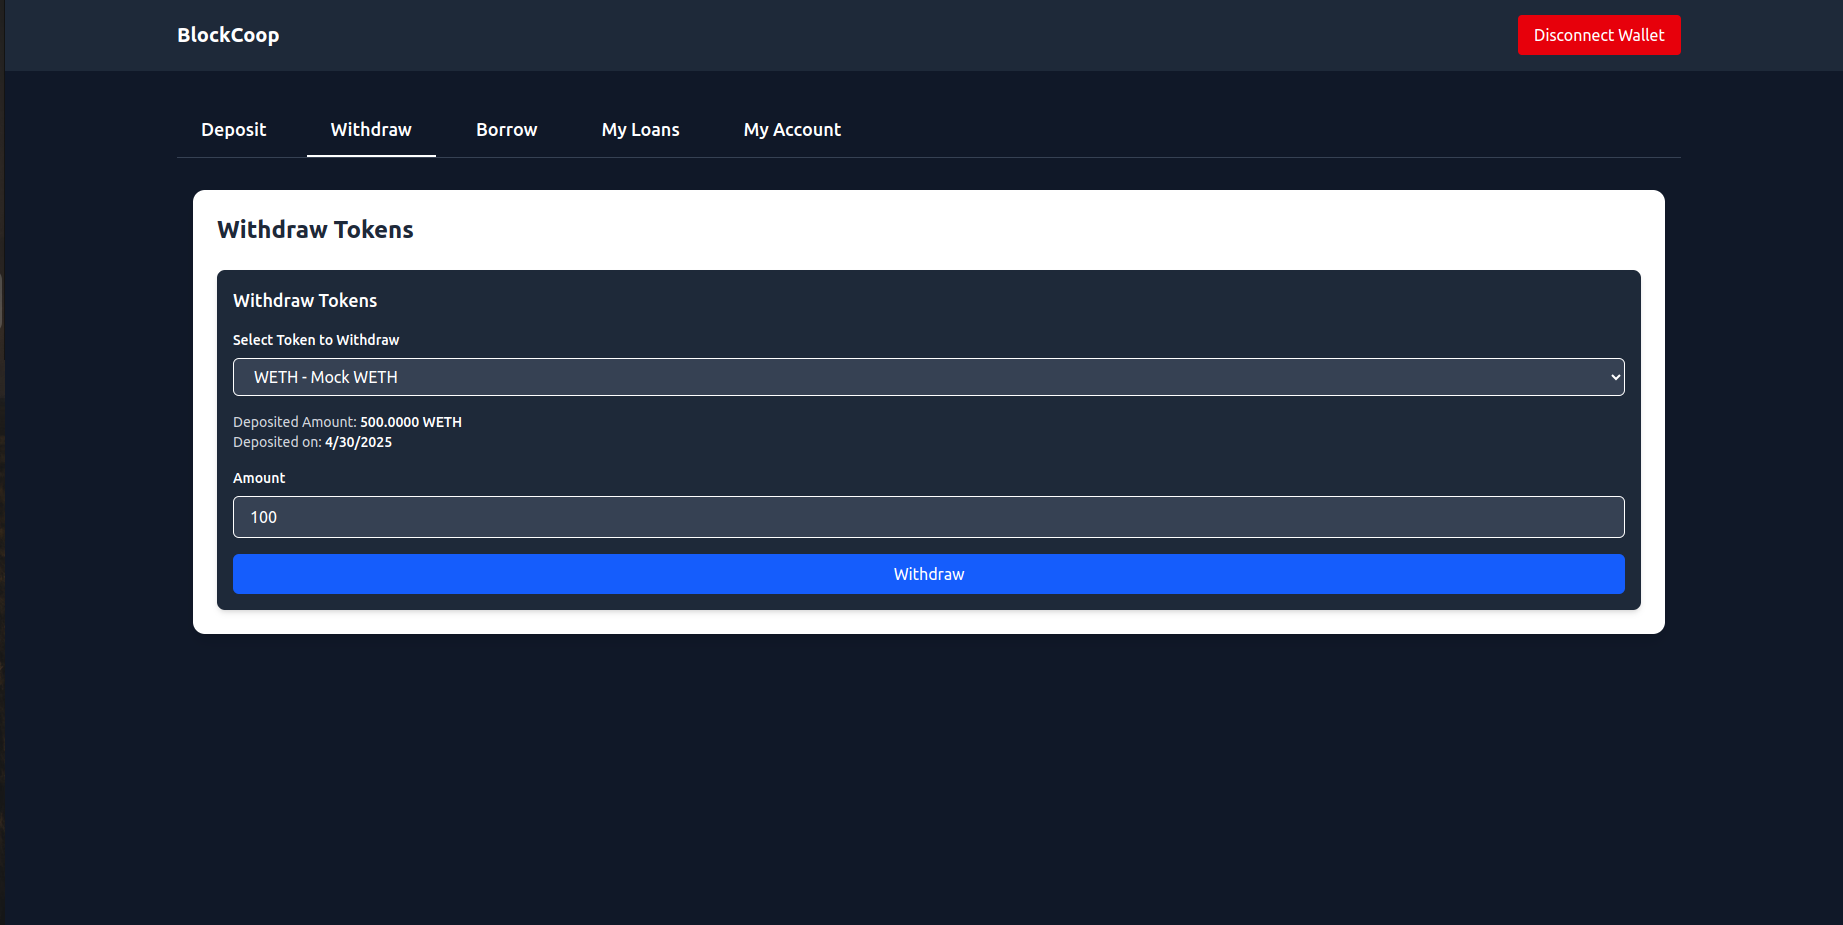 BlockCoop
Disconnect Wallet
Deposit
Withdraw
Borrow
My Loans
My Account
Withdraw Tokens
Withdraw Tokens
Select Token to Withdraw
WETH - Mock WETH
Deposited Amount: 500.0000 WETH
Deposited on: 4/30/2025
Amount
100
Withdraw